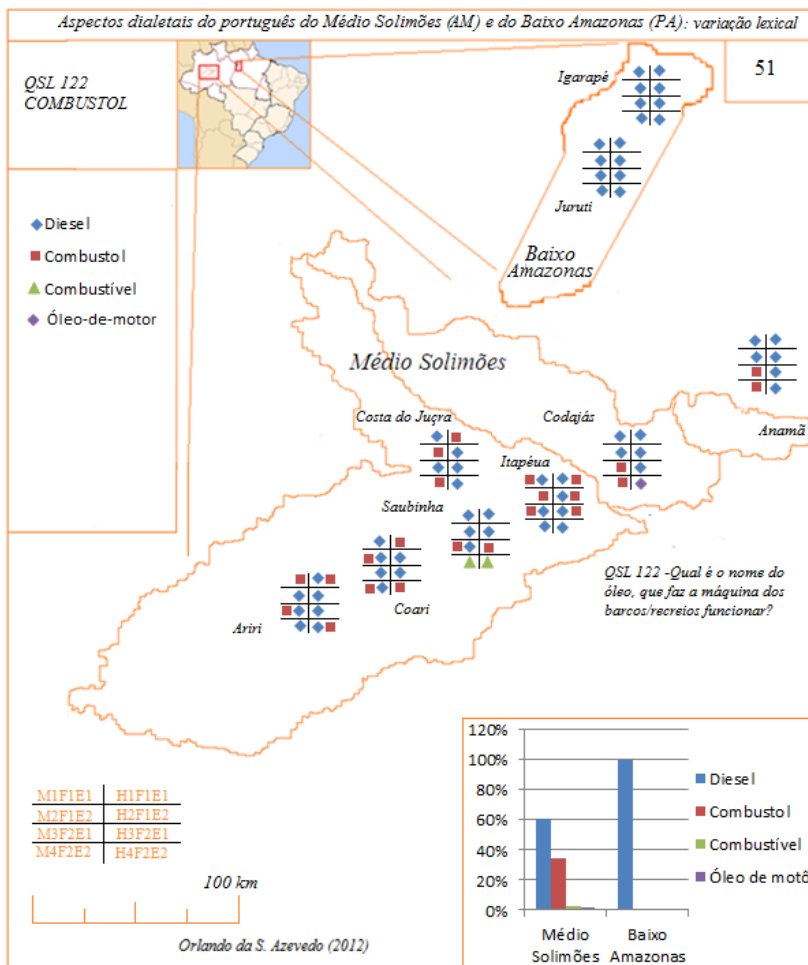 Aspectos dialetais do português do Médio Solimões (AM) e do Baixo Amazonas (PA): variação lexical
QSL 122
COMBUSTOL
51
Igarapé
Juruti
Baixo
Amazonas
Diesel
Combustol
Combustível
Óleo-de-motor
Médio Solimões
Costa do Juçra
Codajás
Anamã
Itapéua
Saubinha
Coari
Ariri
QSL 122 -Qual é o nome do
óleo, que faz a máquina dos
barcos/recreios funcionar?
M1F1E1 H1F1E1
M2F1E2 H2F1E2
M3F2E1 H3F2E1
M4F2E2 H4F2E2
100 km
Orlando da S. Azevedo (2012)
120%
100%
80%
60%
40%
20%
0%
Médio
Solimões
Baixo
Amazonas
Diesel
Combustol
Combustível
Óleo de motô